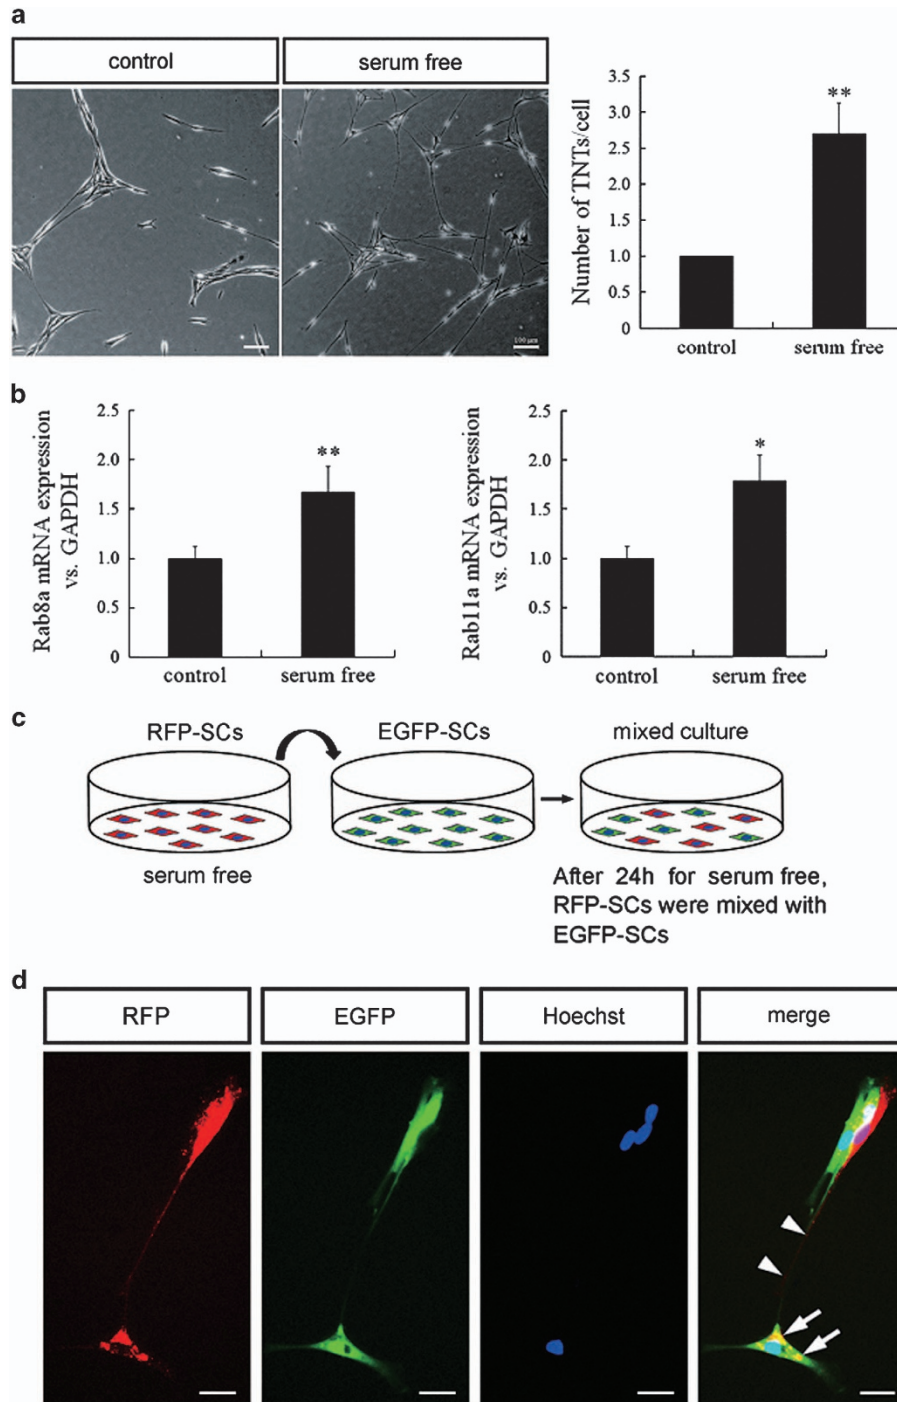 a
control
serum free
100 µm
Number of TNTs/cell
3.5
3.0
2.5
2.0
1.5
1.0
0.5
0
**
control
serum free
b
Rab8a mRNA expression
vs. GAPDH
2.5
2.0
1.5
1.0
0.5
0
**
control
serum free
Rab11a mRNA expression
vs. GAPDH
2.5
2.0
1.5
1.0
0.5
0
*
control
serum free
c
RFP-SCs
EGFP-SCs
mixed culture
serum free
After 24h for serum free,
RFP-SCs were mixed with
EGFP-SCs
d
RFP
EGFP
Hoechst
merge